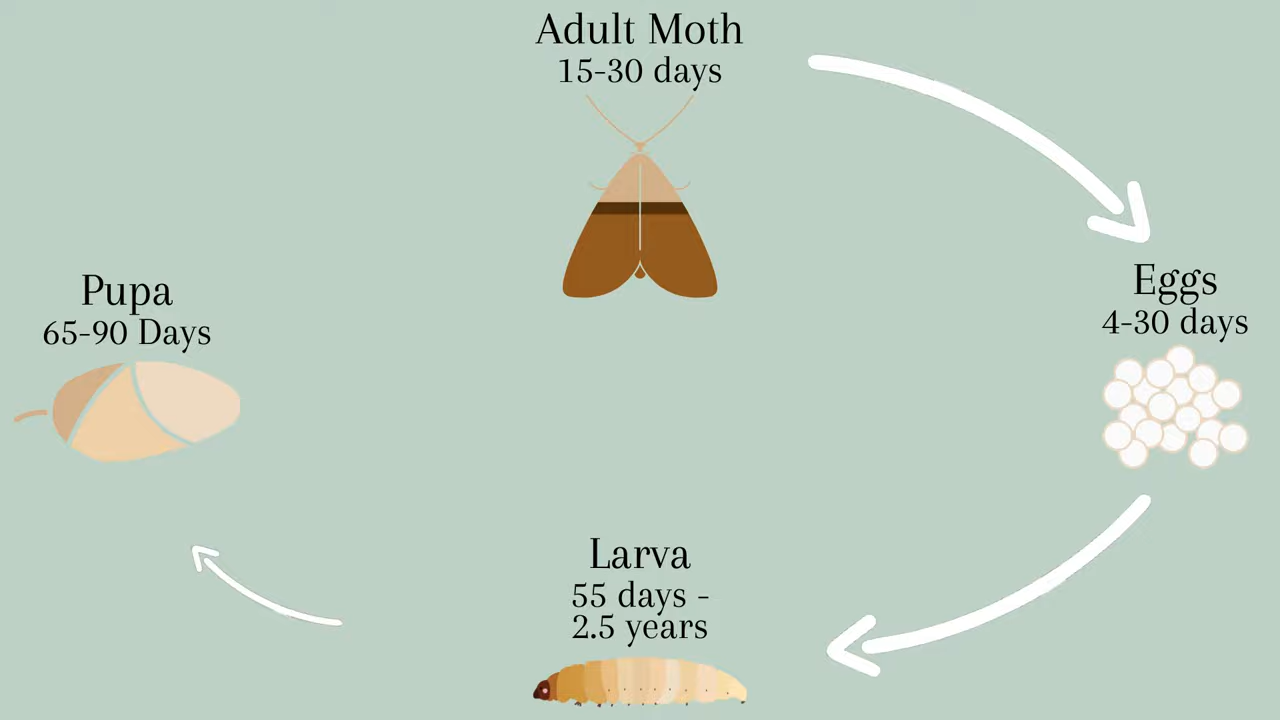 Adult Moth
15-30 days
Eggs
4-30 days
Larva
55 days -
2.5 years
Pupa
65-90 Days